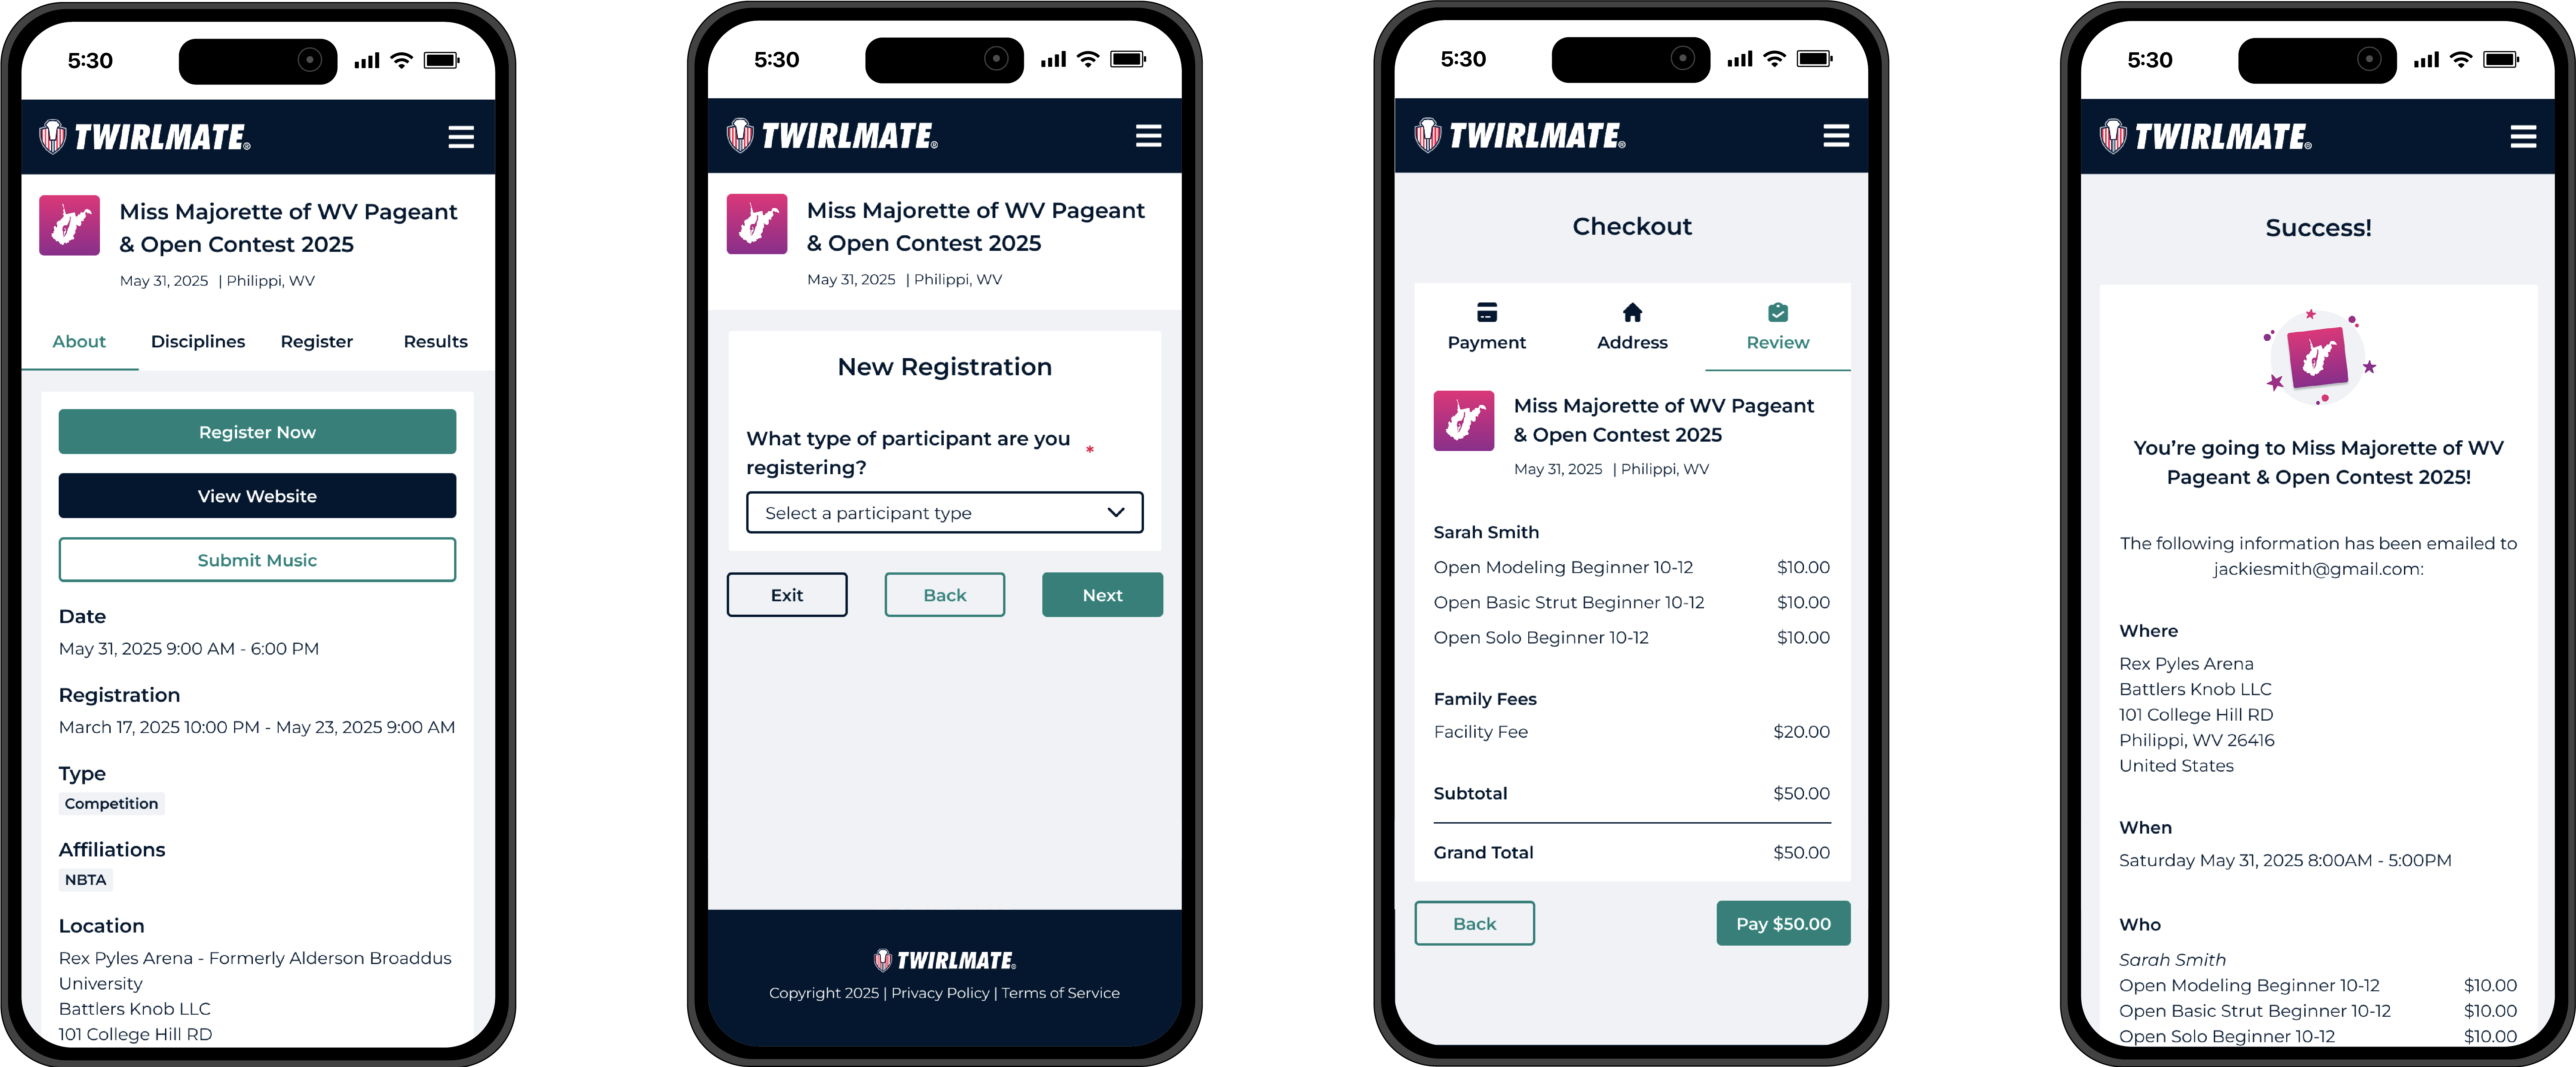 5:30
TWIRLMATE®
Miss Majorette of WV Pageant
& Open Contest 2025
May 31, 2025 | Philippi, WV
About Disciplines Register Results
Register Now
View Website
Submit Music
Date
May 31, 2025 9:00 AM - 6:00 PM
Registration
March 17, 2025 10:00 PM - May 23, 2025 9:00 AM
Type
Competition
Affiliations
NBTA
Location
Rex Pyles Arena - Formerly Alderson Broaddus
University
Battlers Knob LLC
101 College Hill RD
5:30
TWIRLMATE®
Miss Majorette of WV Pageant
& Open Contest 2025
May 31, 2025 | Philippi, WV
New Registration
What type of participant are you
registering? *
Select a participant type
Exit Back Next
TWIRLMATE®
Copyright 2025 | Privacy Policy | Terms of Service
5:30
TWIRLMATE®
Checkout
Payment Address Review
Miss Majorette of WV Pageant
& Open Contest 2025
May 31, 2025 | Philippi, WV
Sarah Smith
Open Modeling Beginner 10-12 $10.00
Open Basic Strut Beginner 10-12 $10.00
Open Solo Beginner 10-12 $10.00
Family Fees
Facility Fee $20.00
Subtotal $50.00
Grand Total $50.00
Back Pay $50.00
5:30
TWIRLMATE®
Success!
You’re going to Miss Majorette of WV
Pageant & Open Contest 2025!
The following information has been emailed to
jackiesmith@gmail.com:
Where
Rex Pyles Arena
Battlers Knob LLC
101 College Hill RD
Philippi, WV 26416
United States
When
Saturday May 31, 2025 8:00AM - 5:00PM
Who
Sarah Smith
Open Modeling Beginner 10-12 $10.00
Open Basic Strut Beginner 10-12 $10.00
Open Solo Beginner 10-12 $10.00